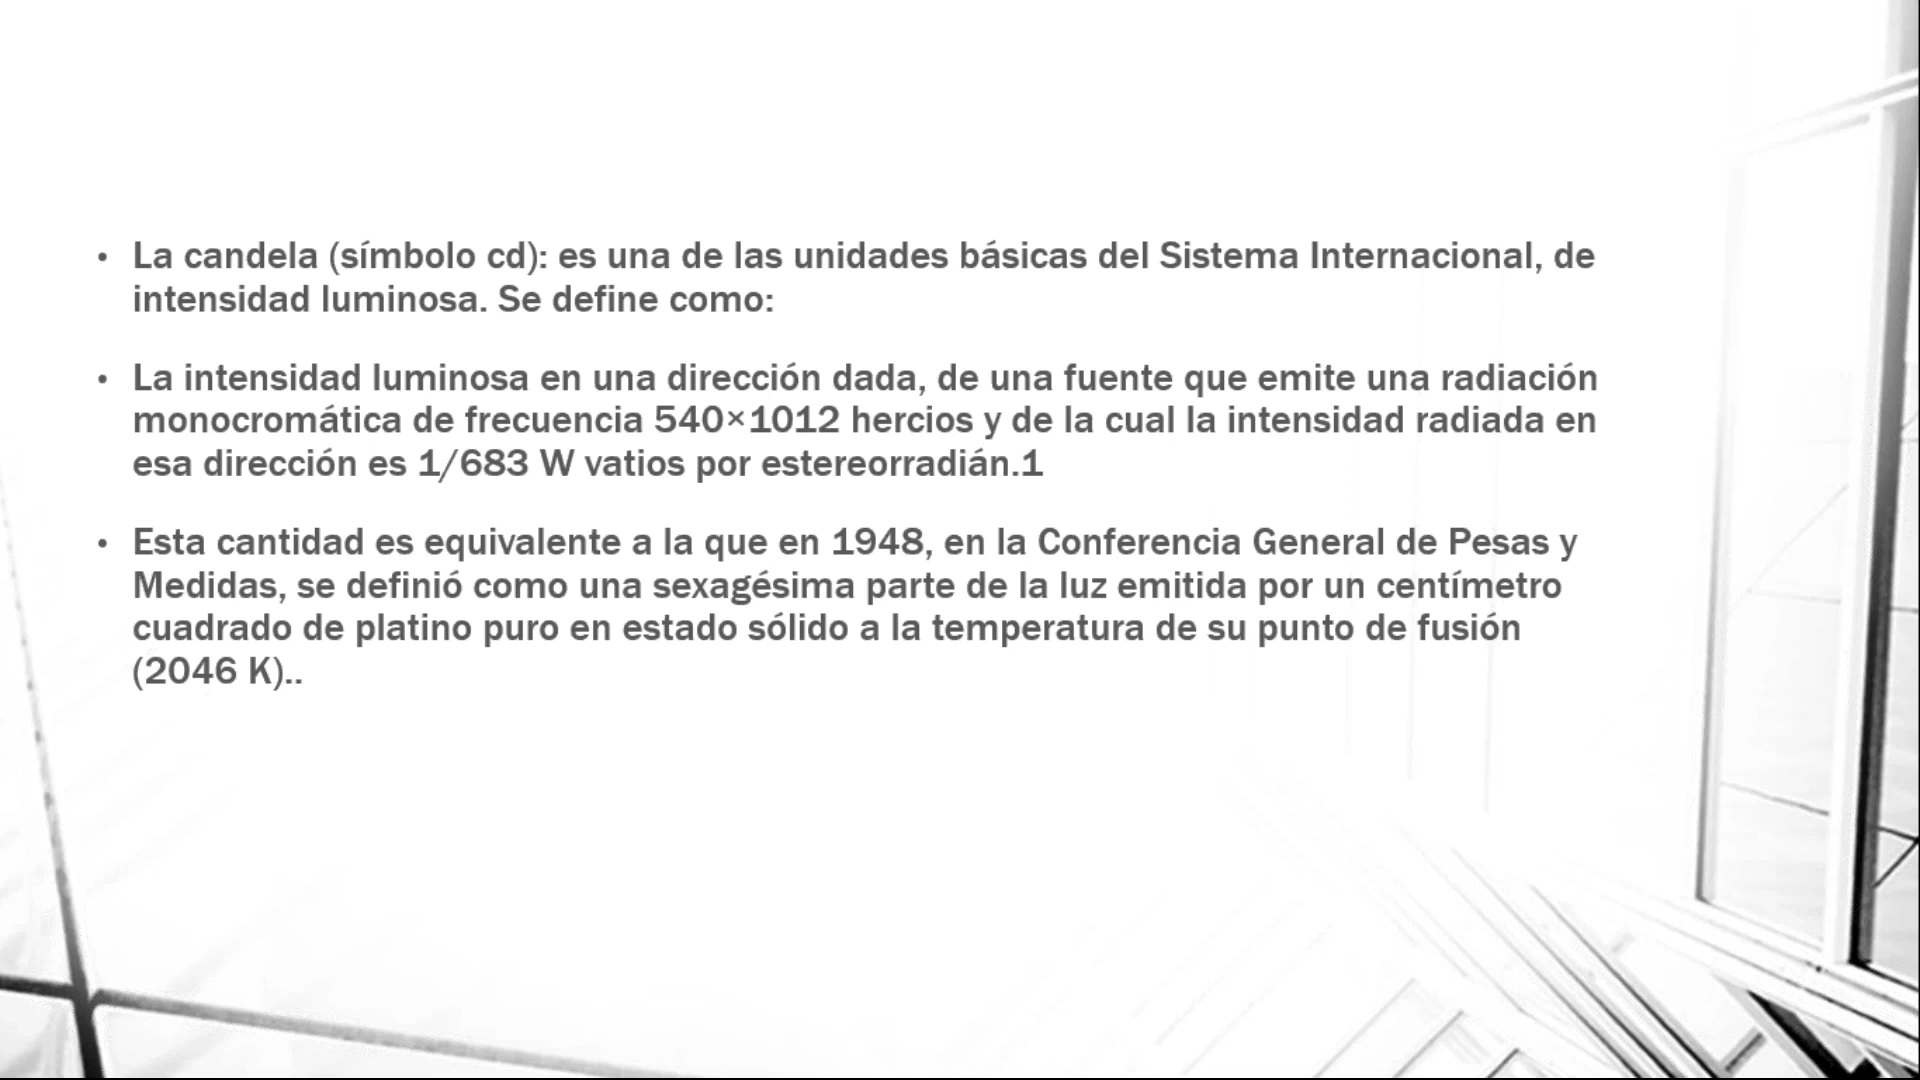 • La candela (símbolo cd): es una de las unidades básicas del Sistema Internacional, de
intensidad luminosa. Se define como:
• La intensidad luminosa en una dirección dada, de una fuente que emite una radiación
monocromática de frecuencia 540×1012 hercios y de la cual la intensidad radiada en
esa dirección es 1/683 W vatios por estereorradián.1
• Esta cantidad es equivalente a la que en 1948, en la Conferencia General de Pesas y
Medidas, se definió como una sexagésima parte de la luz emitida por un centímetro
cuadrado de platino puro en estado sólido a la temperatura de su punto de fusión
(2046 K)..